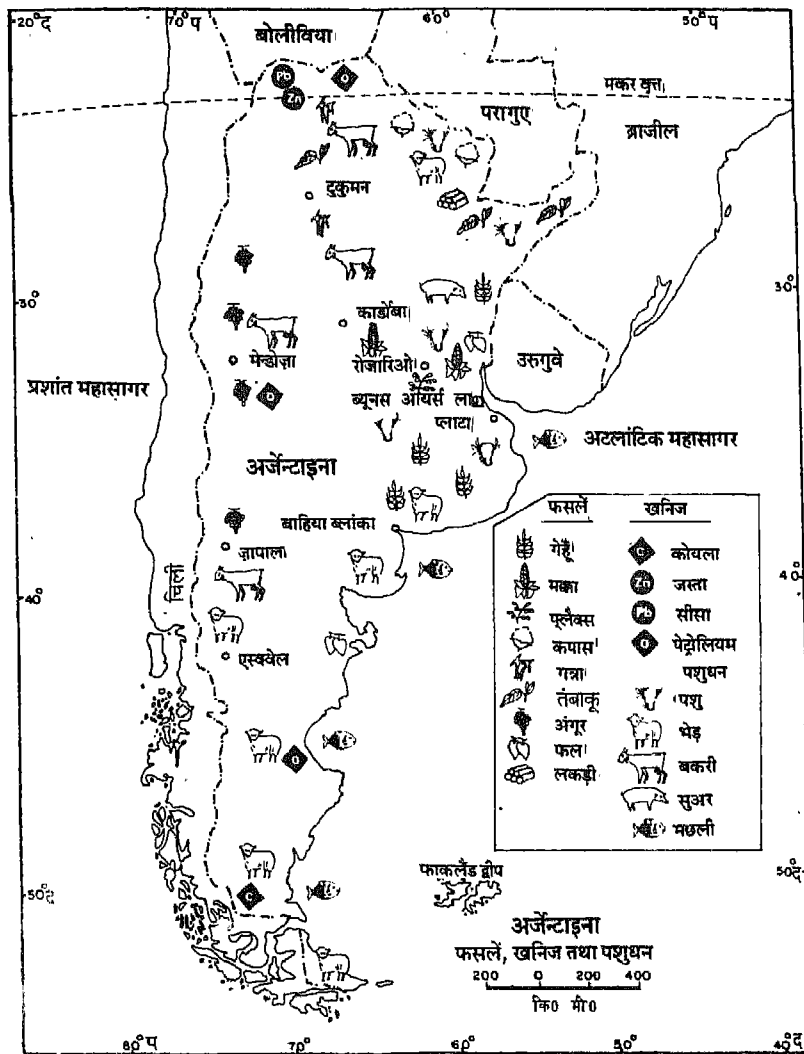 20°द
70°प
60°प
50°प
बोलीविया
Pb
Zn
मकर वृत्त
परागुए
ब्राजील
टुकुमन
30°
30°
कार्डोबा
उरुगुवे
मेन्डोज़ा
रोजारिओ
प्रशांत महासागर
ब्यूनस ऑयर्स ला
प्लाटा
अटलांटिक महासागर
अर्जेन्टाइना
बाहिया ब्लांका
ज़ापाला
चिली
40°
40°द
एस्क्वेल
फसलें
खनिज
गेहूँ
कोयला
मक्का
जस्ता
फ्लैक्स
सीसा
कपास
पेट्रोलियम
गन्ना
पशुधन
तंबाकू
पशु
अंगूर
भेड़
फल
बकरी
लकड़ी
सुअर
मछली
50°द
50°द
फाकलैंड द्वीप
अर्जेन्टाइना
फसलें, खनिज तथा पशुधन
200 0 200 400
कि0 मी0
80°प
70°
60°
50°
40°द